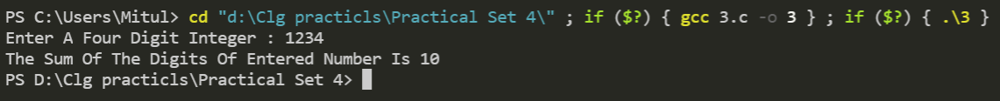 PS C:\Users\Mitul> cd "d:\Clg practicls\Practical Set 4\" ; if ($?) { gcc 3.c -o 3 } ; if ($?) { .\3 }
Enter A Four Digit Integer : 1234
The Sum Of The Digits Of Entered Number Is 10
PS D:\Clg practicls\Practical Set 4>